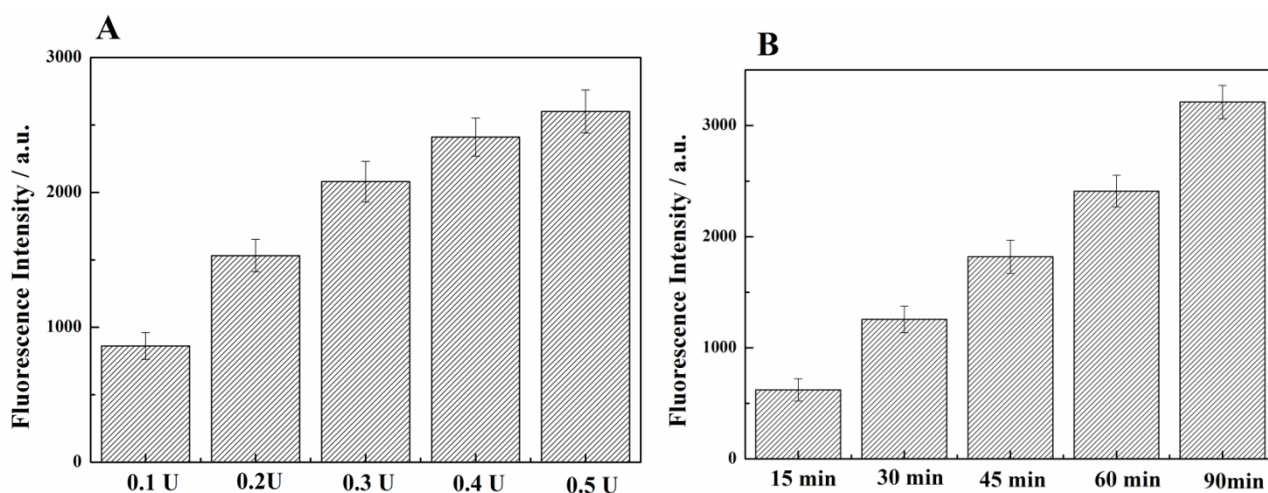 A
Fluorescence Intensity / a.u.
3000
2000
1000
0
0.1 U 0.2U 0.3 U 0.4 U 0.5 U
B
Fluorescence Intensity / a.u.
3000
2000
1000
0
15 min 30 min 45 min 60 min 90min